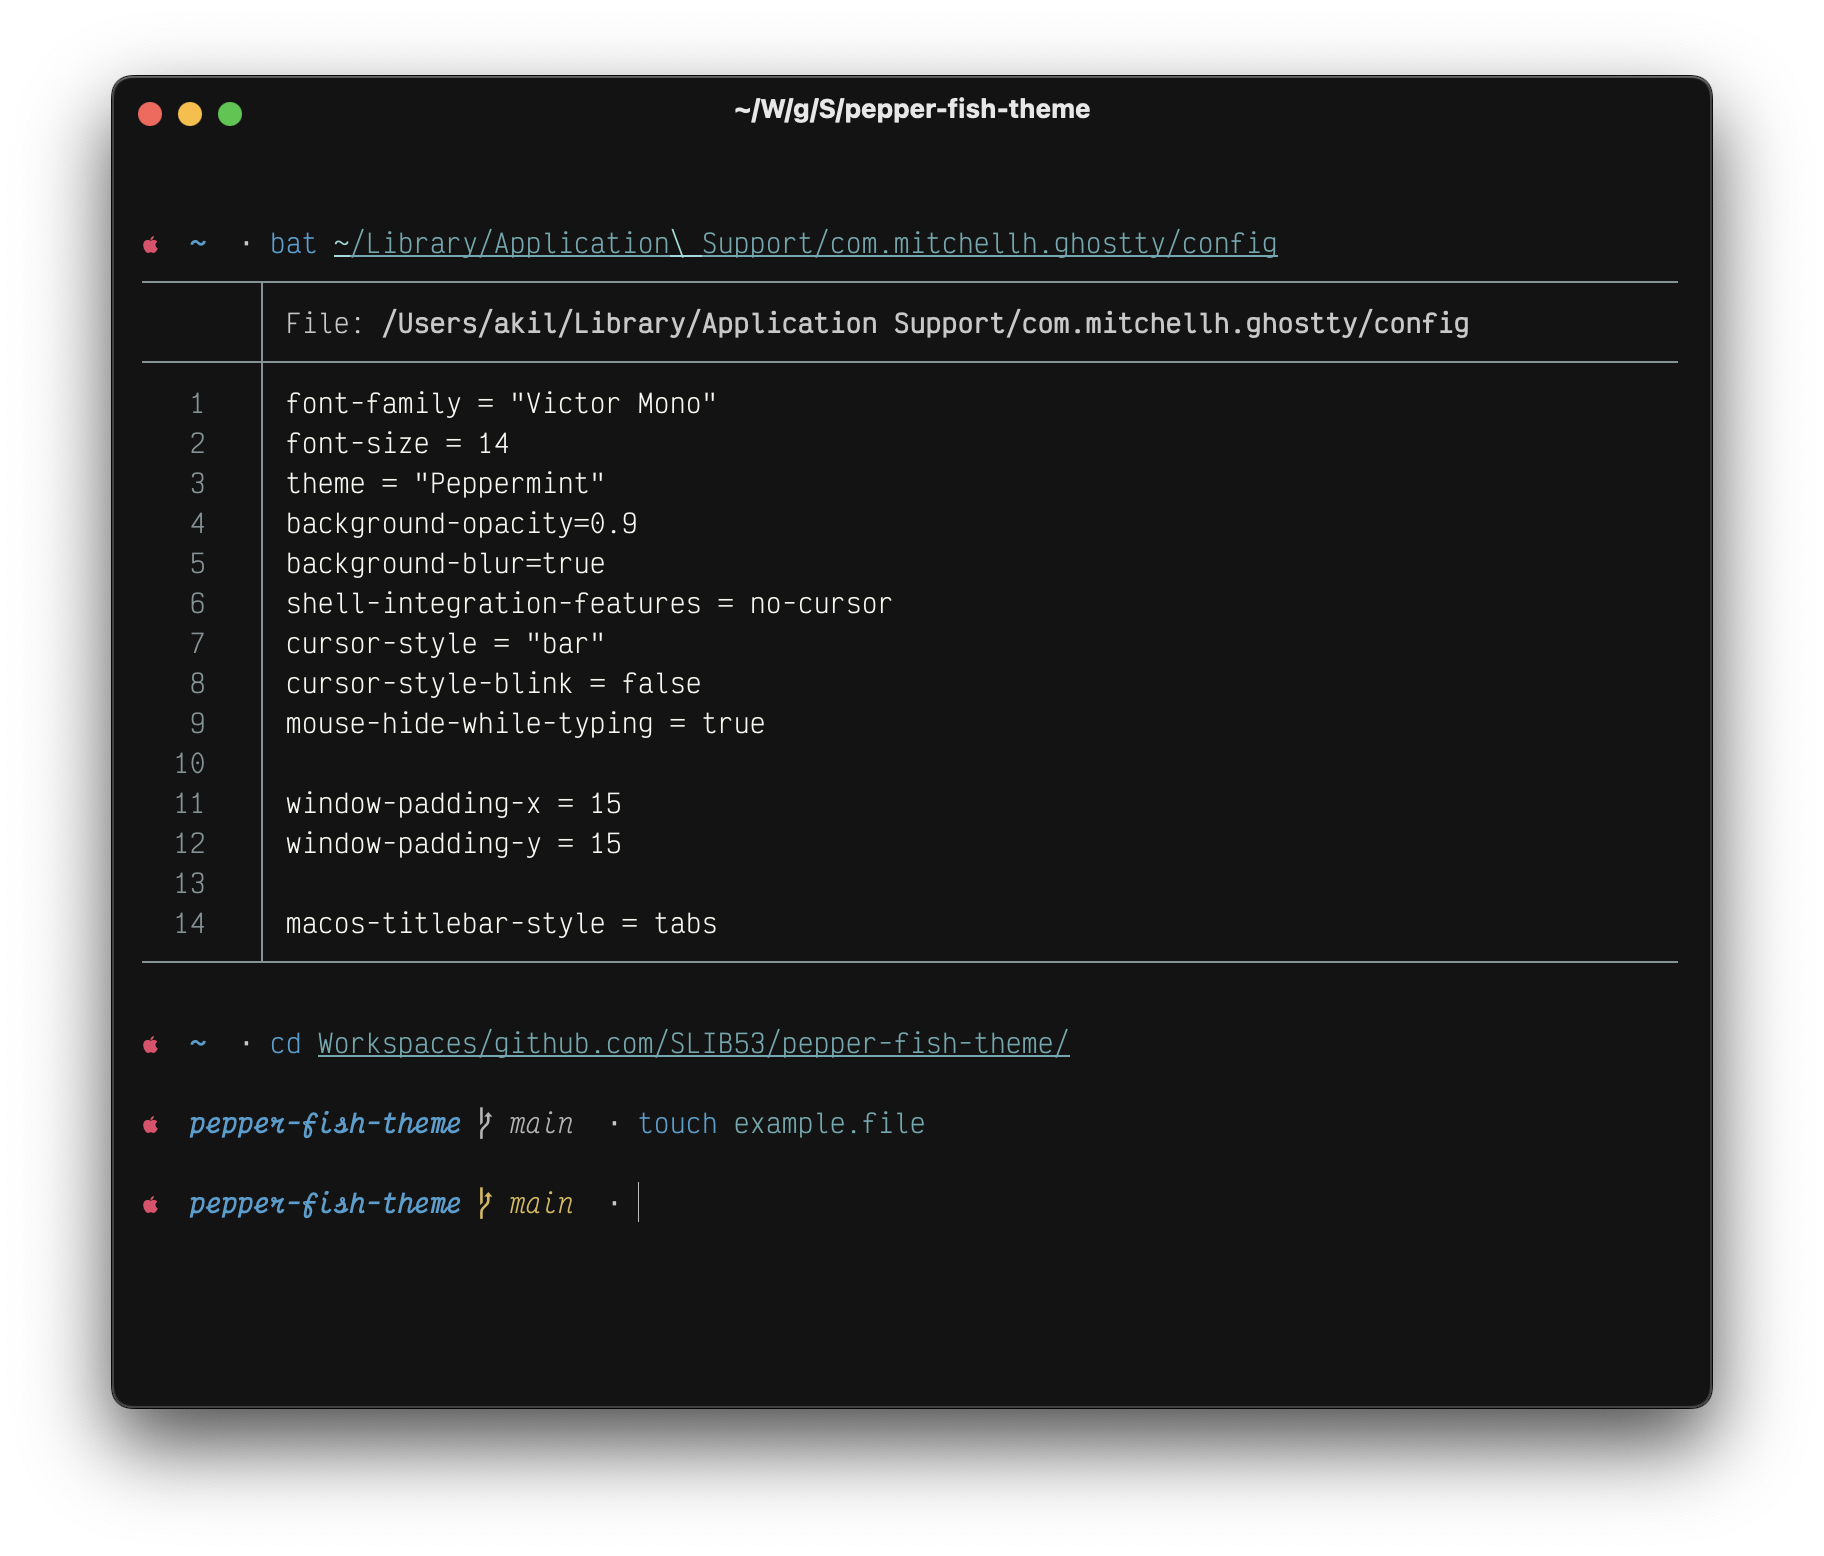 ~/W/g/S/pepper-fish-theme
~ · bat ~/Library/Application\ Support/com.mitchellh.ghostty/config
File: /Users/akil/Library/Application Support/com.mitchellh.ghostty/config
1 font-family = "Victor Mono"
2 font-size = 14
3 theme = "Peppermint"
4 background-opacity=0.9
5 background-blur=true
6 shell-integration-features = no-cursor
7 cursor-style = "bar"
8 cursor-style-blink = false
9 mouse-hide-while-typing = true
10
11 window-padding-x = 15
12 window-padding-y = 15
13
14 macos-titlebar-style = tabs
~ · cd Workspaces/github.com/SLIB53/pepper-fish-theme/
pepper-fish-theme main · touch example.file
pepper-fish-theme main ·